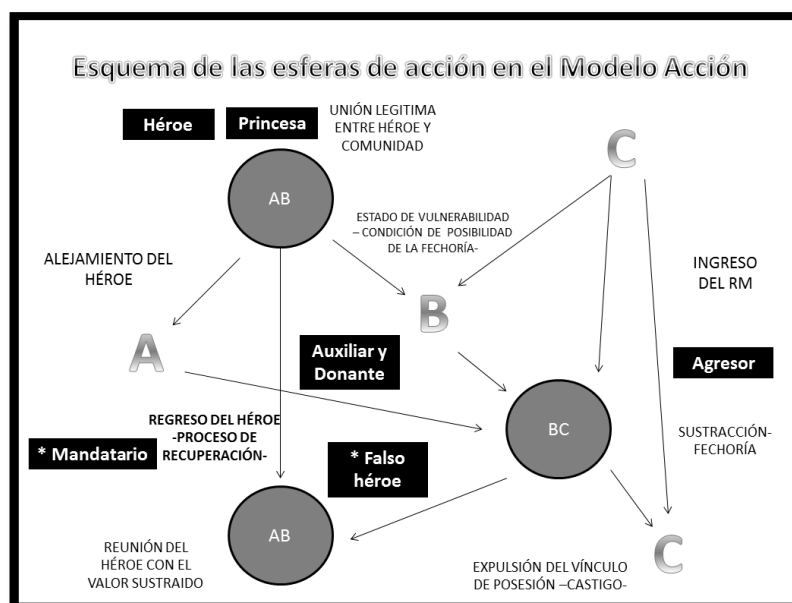 Esquema de las esferas de acción en el Modelo Acción
Héroe
Princesa
UNIÓN LEGITIMA
ENTRE HÉROE Y
COMUNIDAD
C
AB
ESTADO DE VULNERABILIDAD
– CONDICIÓN DE POSIBILIDAD
DE LA FECHORÍA-
ALEJAMIENTO DEL
HÉROE
INGRESO
DEL RM
B
A
Auxiliar y
Donante
Agresor
REGRESO DEL HÉROE
-PROCESO DE
RECUPERACIÓN-
BC
* Mandatario
* Falso
héroe
SUSTRACCIÓN-
FECHORÍA
AB
REUNIÓN DEL
HÉROE CON EL
VALOR SUSTRAIDO
EXPULSIÓN DEL VÍNCULO
DE POSESIÓN –CASTIGO-
C